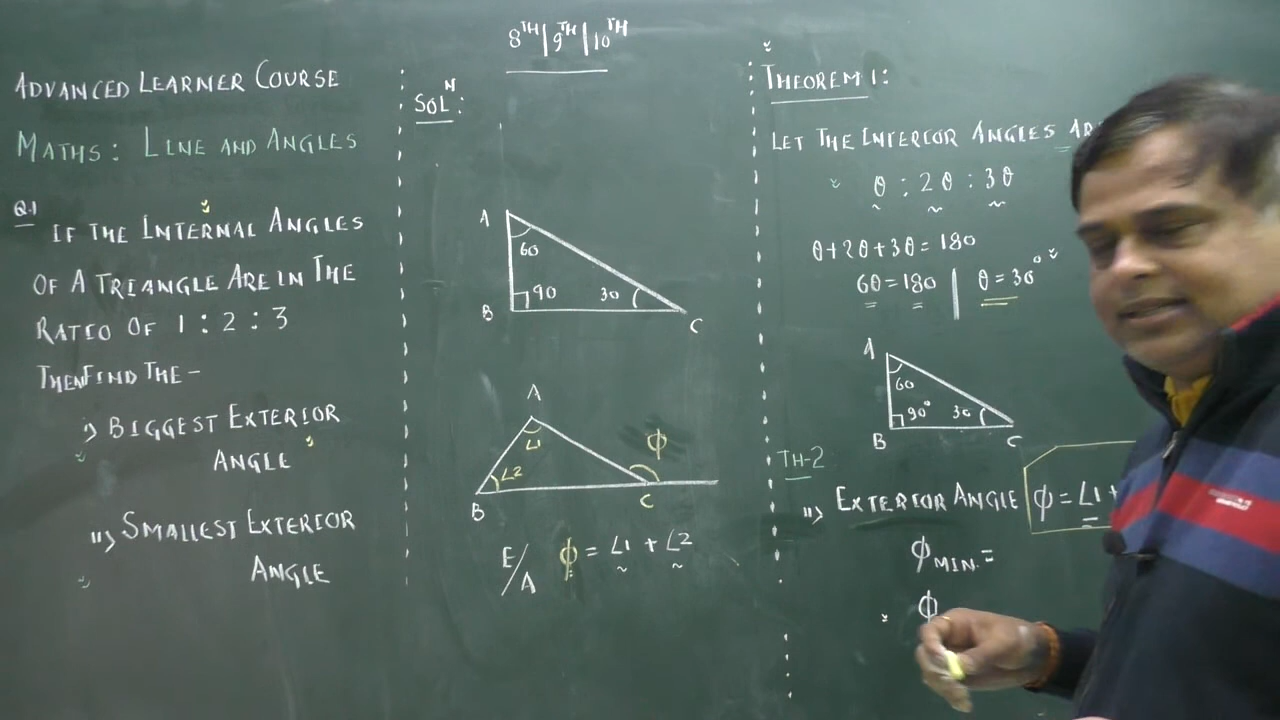 8TH | 9TH | 10TH
ADVANCED LEARNER COURSE
MATHS: LINE AND ANGLES
Q.1 IF THE INTERNAL ANGLES
OF A TRIANGLE ARE IN THE
RATIO OF 1 : 2 : 3
THEN FIND THE -
i) BIGGEST EXTERIOR
ANGLE
ii) SMALLEST EXTERIOR
ANGLE
SOLN:
A
60
90 30
B C
A
∠1 ϕ
∠2
B C
E/A ϕ = ∠1 + ∠2
THEOREM 1:
LET THE INTERIOR ANGLES
θ : 2θ : 3θ
θ+2θ+3θ = 180
6θ = 180 | θ = 30°
A
60
90° 30
B C
TH-2
ii) EXTERIOR ANGLE ϕ = ∠1 +
ϕ MIN. =
ϕ